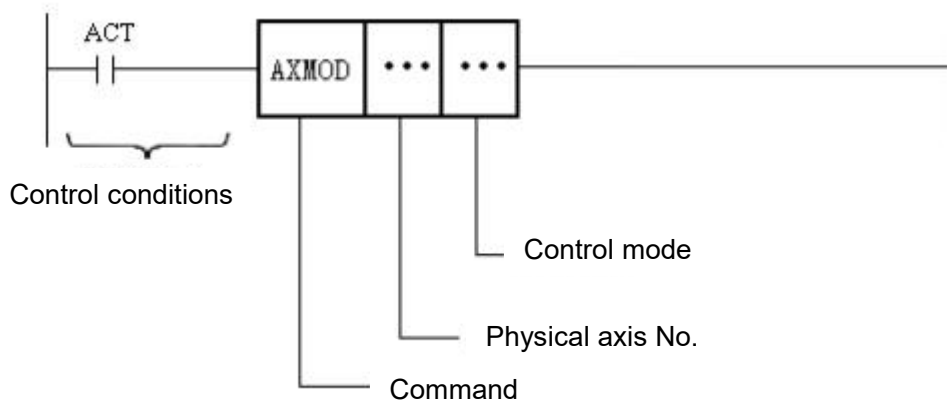 ACT
AXMOD ••• •••
Control conditions
Control mode
Physical axis No.
Command